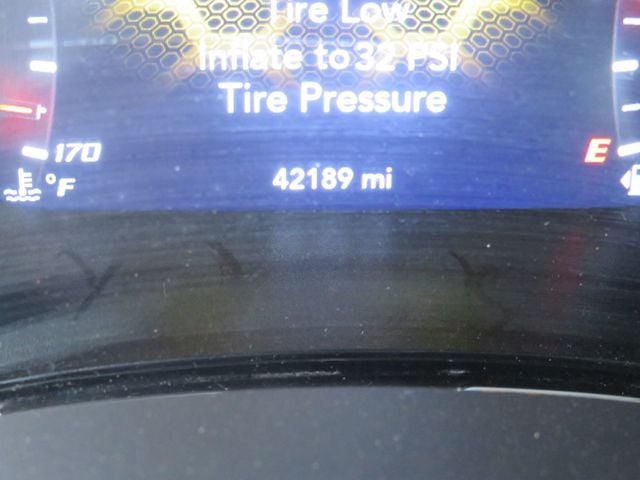 Tire Low
Inflate to 32 PSI
Tire Pressure
170
°F
42189 mi
E